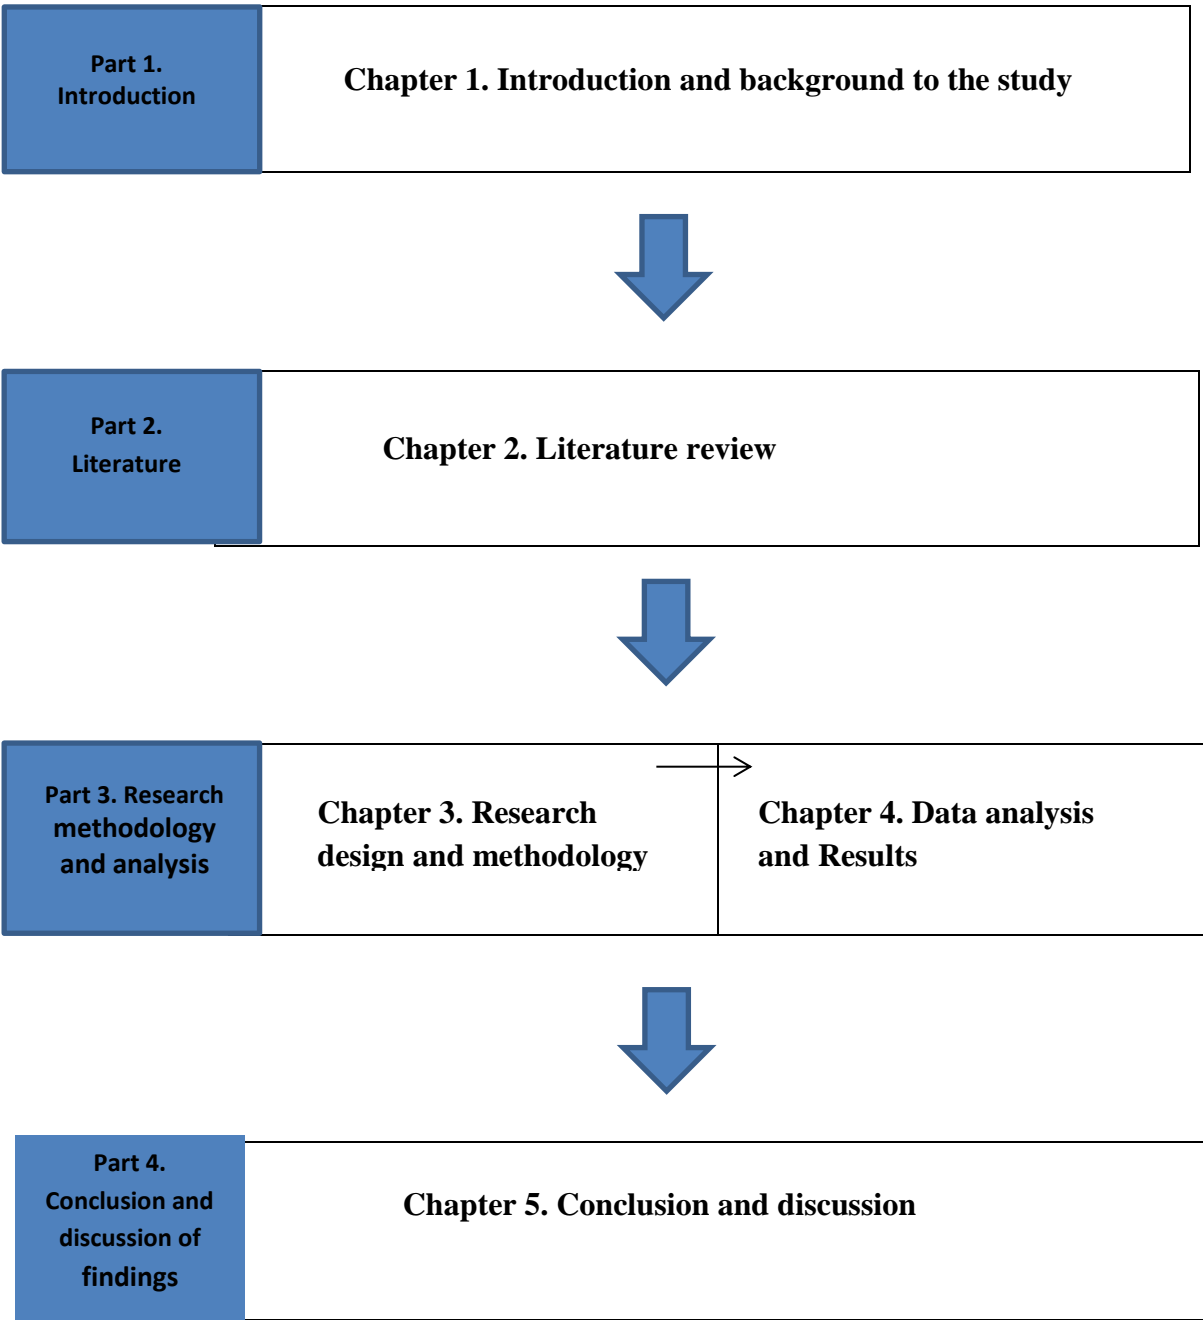 Part 1.
Introduction
Chapter 1. Introduction and background to the study
Part 2.
Literature
Chapter 2. Literature review
Part 3. Research
methodology
and analysis
Chapter 3. Research
design and methodology
Chapter 4. Data analysis
and Results
Part 4.
Conclusion and
discussion of
findings
Chapter 5. Conclusion and discussion